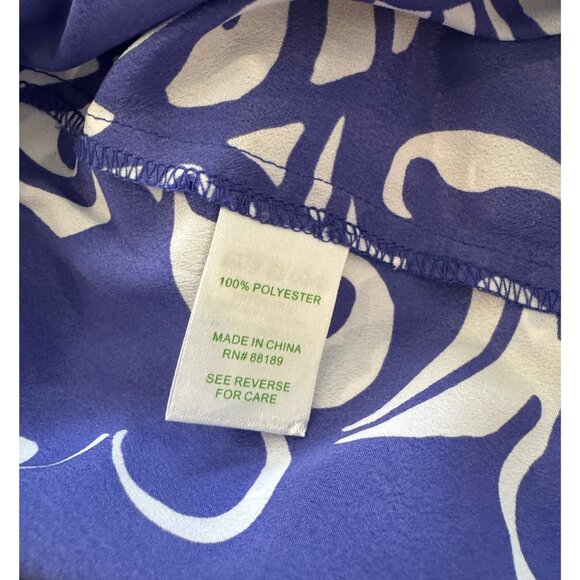 100% POLYESTER
MADE IN CHINA
RN# 88189
SEE REVERSE
FOR CARE